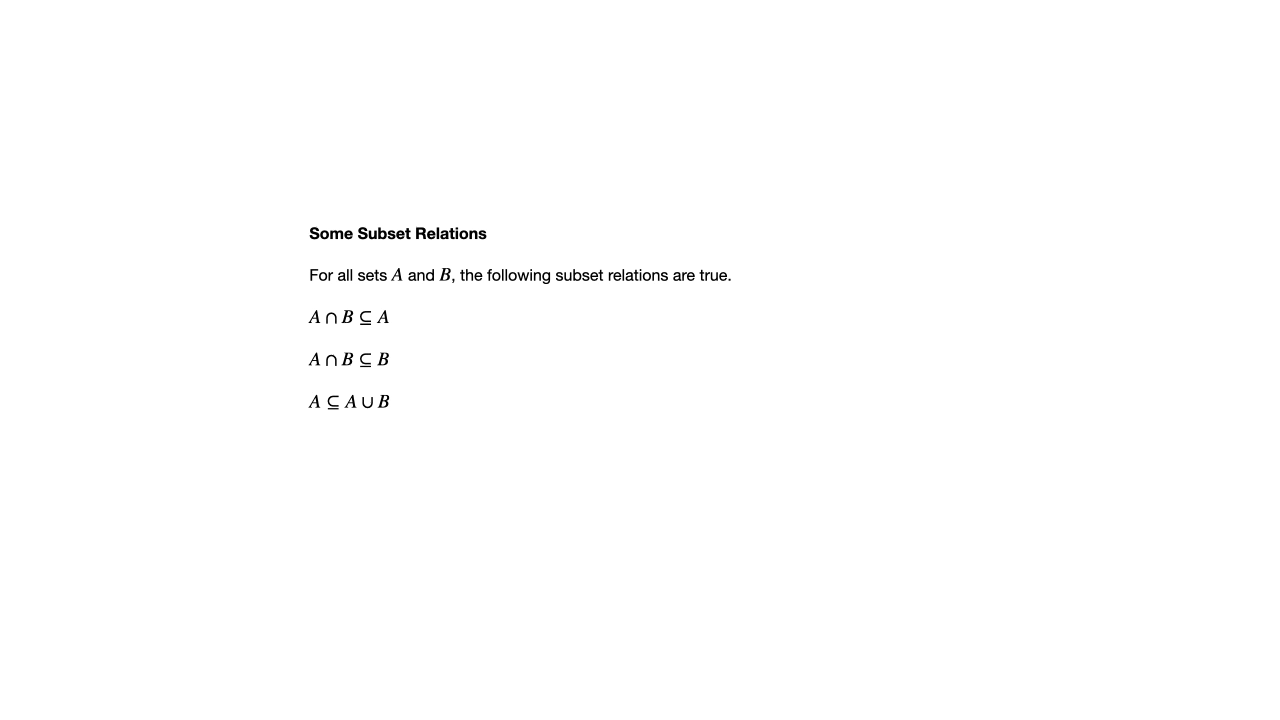 Some Subset Relations
For all sets A and B, the following subset relations are true.
A ∩ B ⊆ A
A ∩ B ⊆ B
A ⊆ A ∪ B